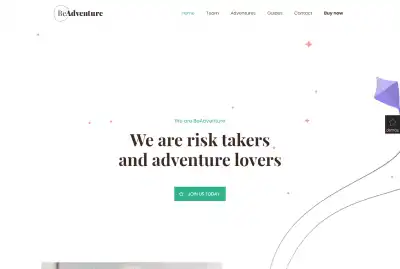 BeAdventure
Home Team Adventures Guides Contact Buy now
We are BeAdventure
We are risk takers
and adventure lovers
JOIN US TODAY